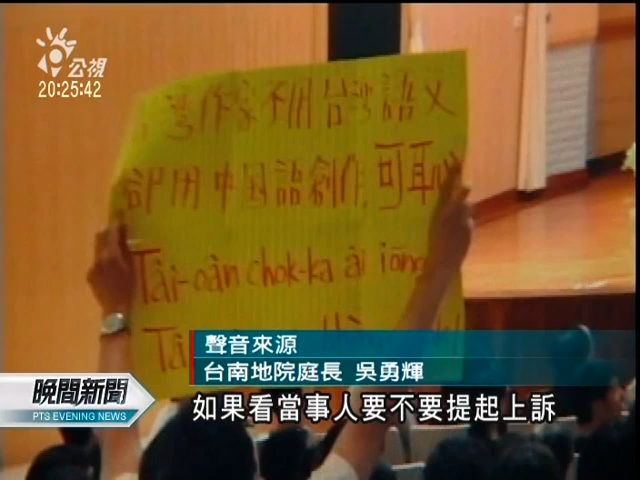 公視
20:25:42
台灣作家不用台灣語文
却用中国語創作,可恥
Tâi-oân chok-ka ài iōng
聲音來源
台南地院庭長 吳勇輝
晚間新聞
PTS EVENING NEWS
如果看當事人要不要提起上訴